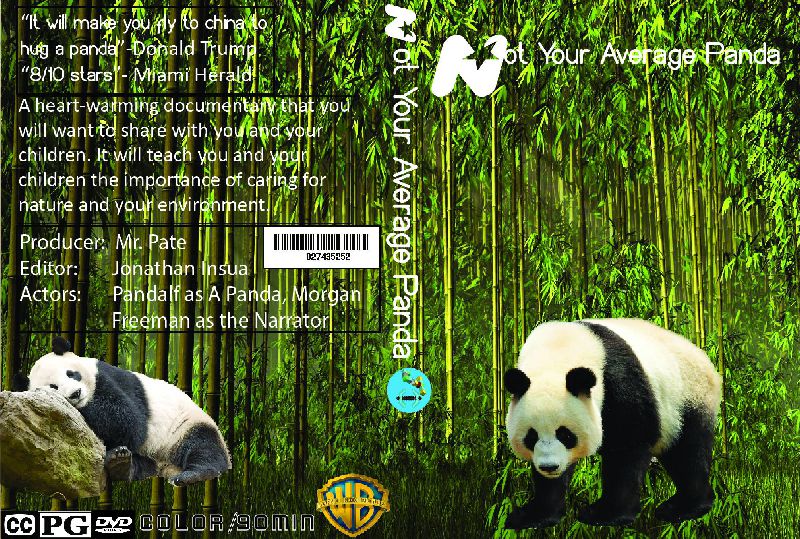 “It will make you fly to china to
hug a panda”-Donald Trump
“8/10 stars”- Miami Herald
A heart-warming documentary that you
will want to share with you and your
children. It will teach you and your
children the importance of caring for
nature and your environment.
Producer: Mr. Pate
Editor: Jonathan Insua
Actors: Pandalf as A Panda, Morgan
Freeman as the Narrator
027435252
CC PG DVD COLOR/90MIN
WB
Not Your Average Panda
Not Your Average Panda